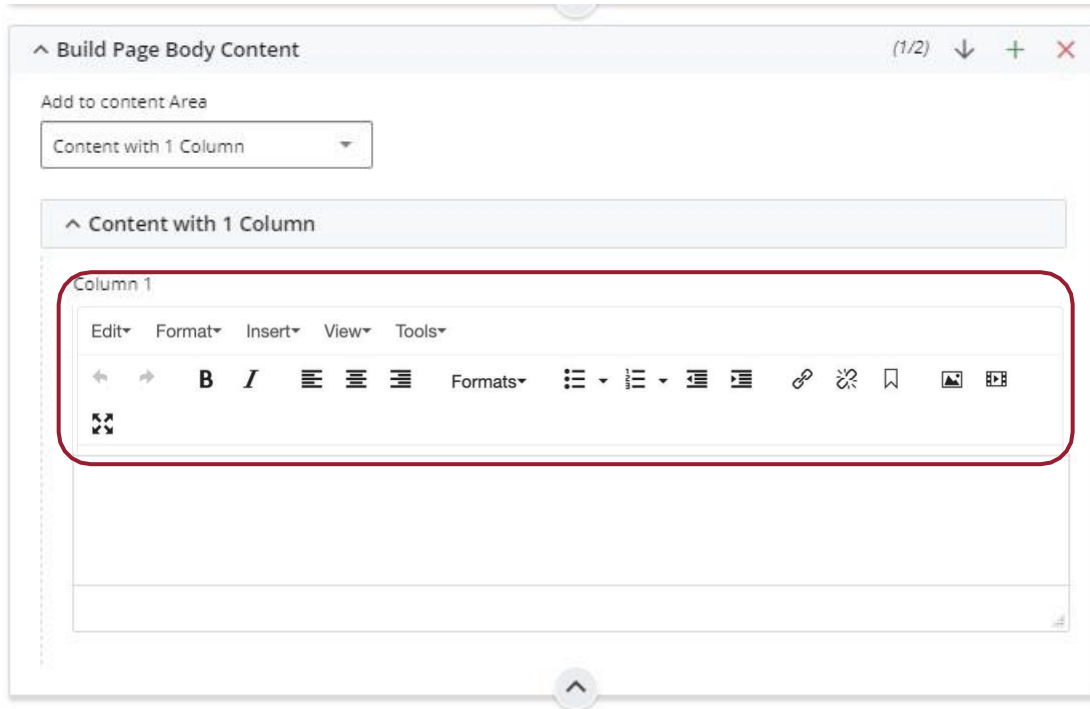 Build Page Body Content (1/2)
Add to content Area
Content with 1 Column
Content with 1 Column
Column 1
Edit Format Insert View Tools
B I Formats